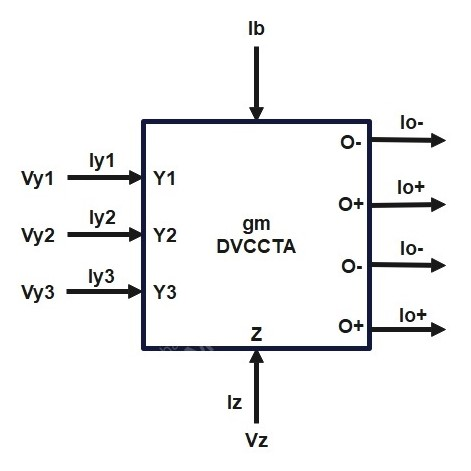 Ib
Io-
O-
Vy1 Iy1 Y1
Io+
O+
gm
DVCCTA
Vy2 Iy2 Y2
Io-
O-
Vy3 Iy3 Y3
Io+
O+
Z
Iz
Vz